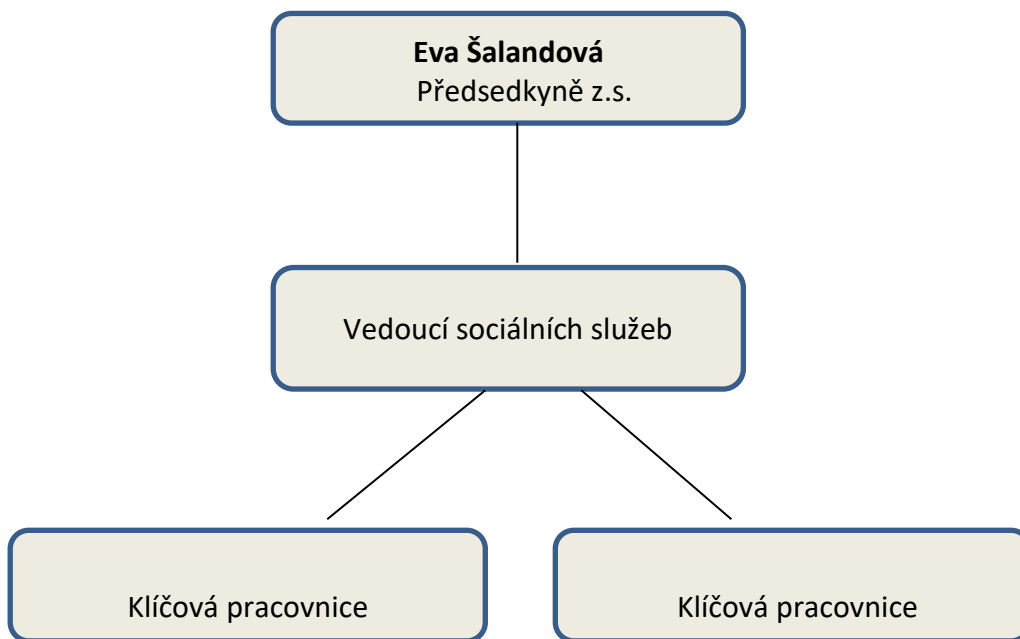 Eva Šalandová
Předsedkyně z.s.
Vedoucí sociálních služeb
Klíčová pracovnice
Klíčová pracovnice